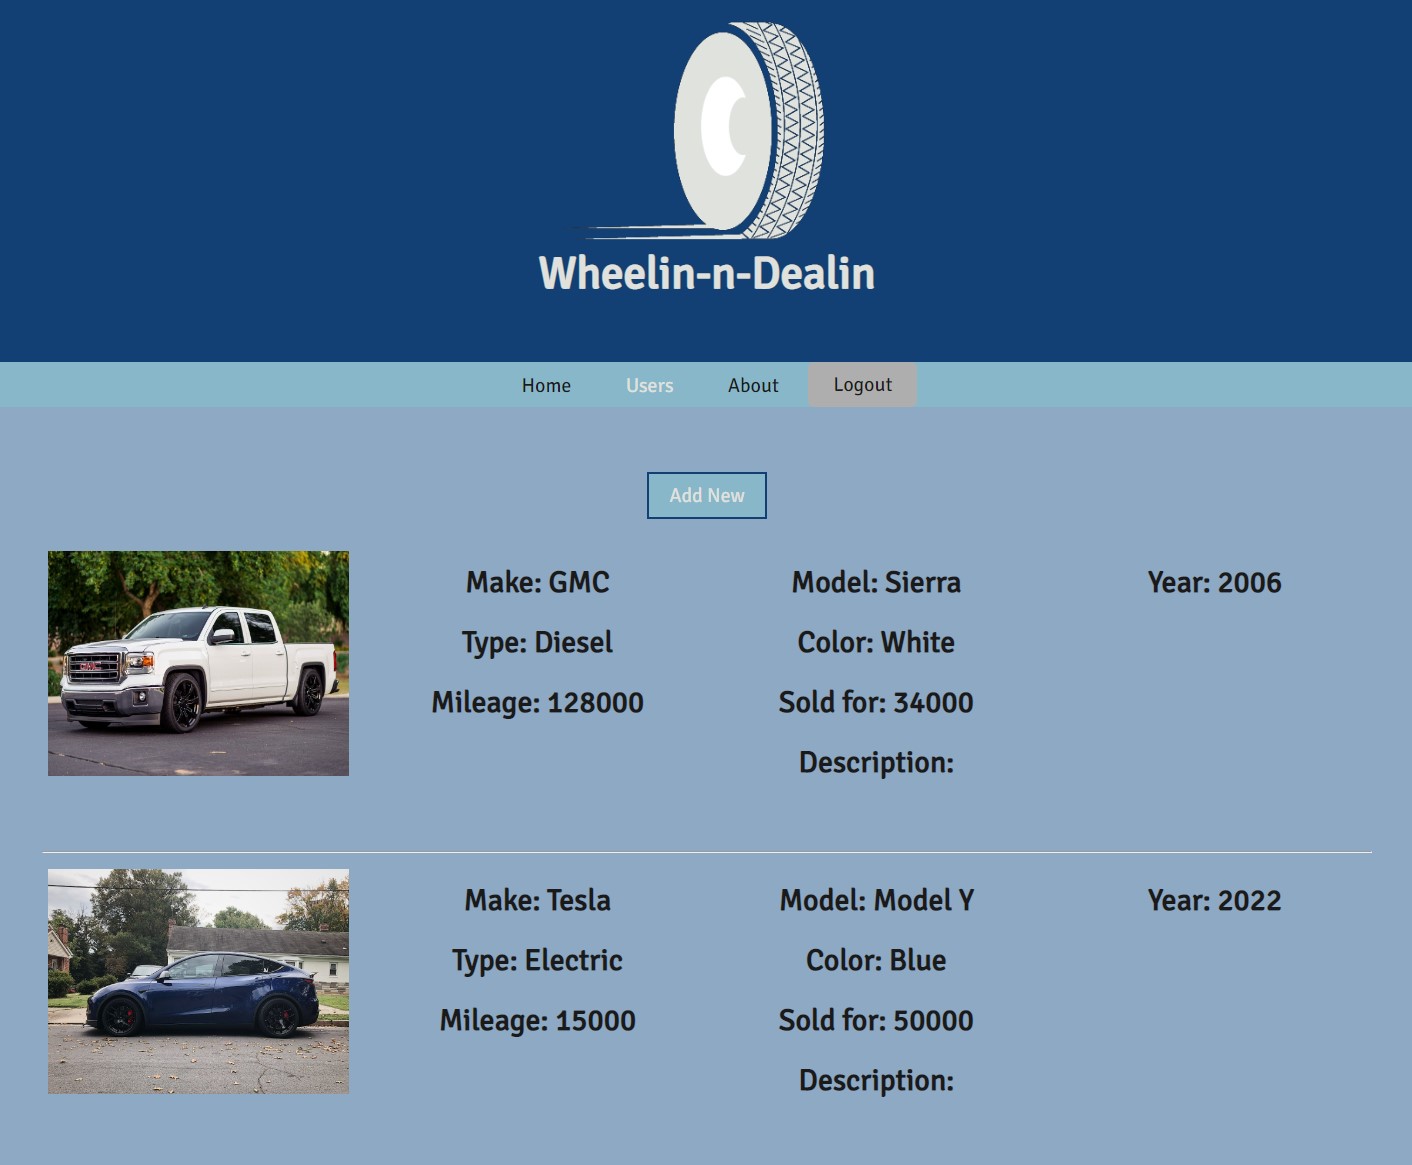 Wheelin-n-Dealin
Home Users About Logout
Add New
Make: GMC Model: Sierra Year: 2006
Type: Diesel Color: White
Mileage: 128000 Sold for: 34000
Description:
Make: Tesla Model: Model Y Year: 2022
Type: Electric Color: Blue
Mileage: 15000 Sold for: 50000
Description: